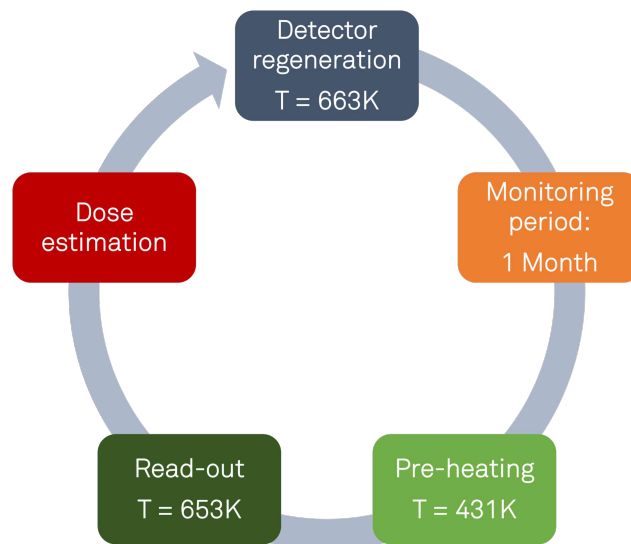 Detector
regeneration
T = 663K
Monitoring
period:
1 Month
Pre-heating
T = 431K
Read-out
T = 653K
Dose
estimation